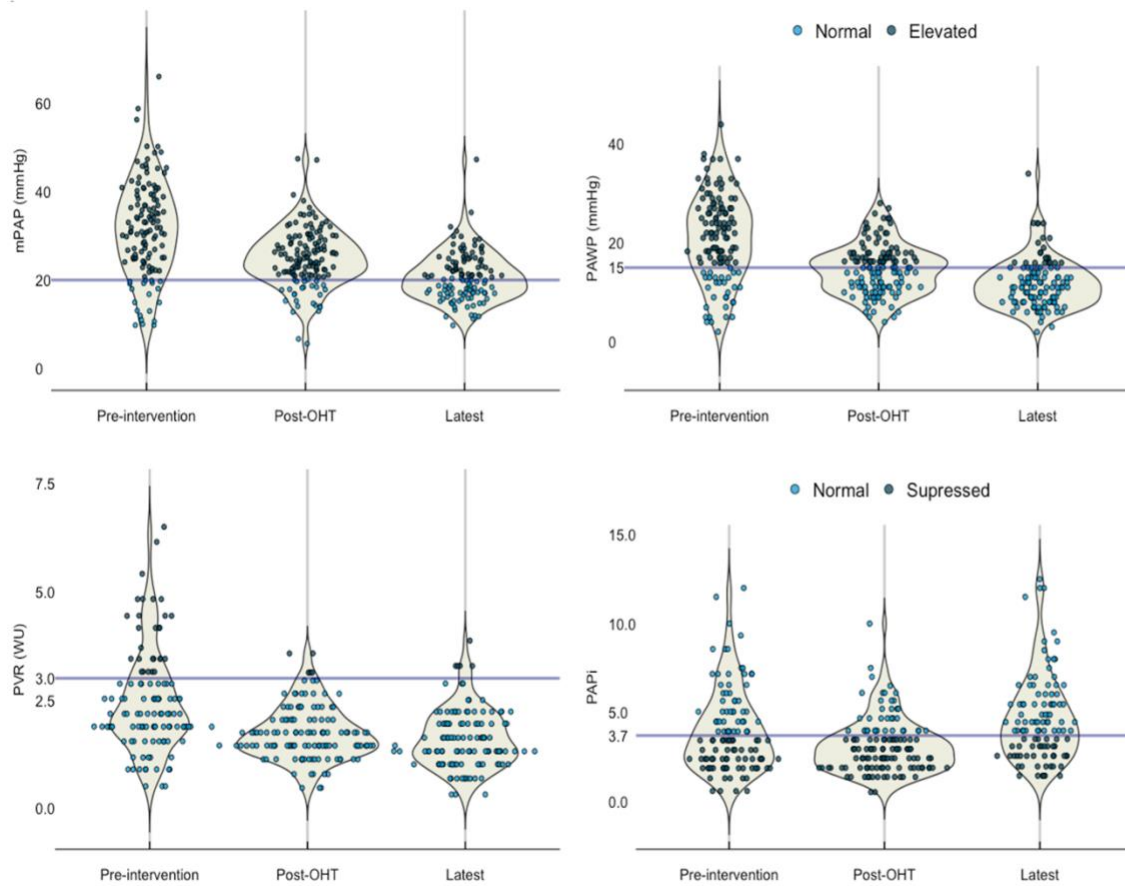 60
40
20
0
mPAP (mmHg)
Pre-intervention Post-OHT Latest
Normal Elevated
40
20
15
0
PAWP (mmHg)
Pre-intervention Post-OHT Latest
7.5
5.0
3.0
2.5
0.0
PVR (WU)
Pre-intervention Post-OHT Latest
Normal Supressed
15.0
10.0
5.0
3.7
0.0
PAPi
Pre-intervention Post-OHT Latest